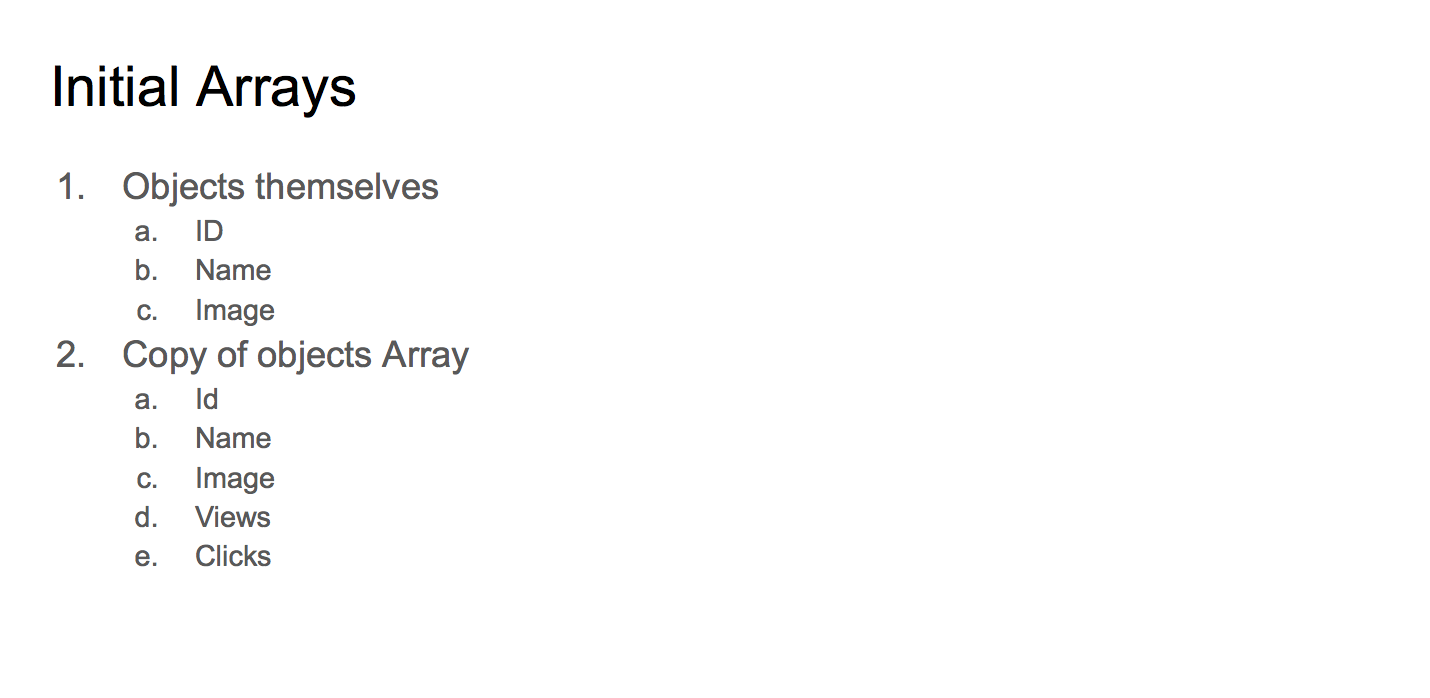 Initial Arrays
1. Objects themselves
a. ID
b. Name
c. Image
2. Copy of objects Array
a. Id
b. Name
c. Image
d. Views
e. Clicks